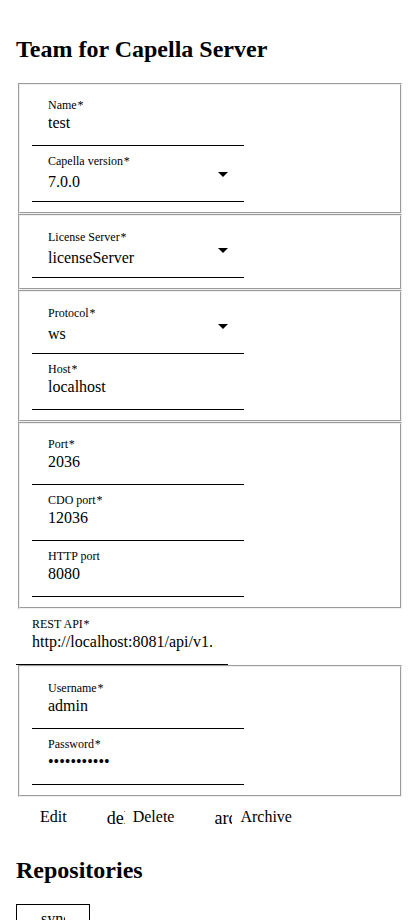 Team for Capella Server
Name*
test
Capella version*
7.0.0
License Server*
licenseServer
Protocol*
ws
Host*
localhost
Port*
2036
CDO port*
12036
HTTP port
8080
REST API*
http://localhost:8081/api/v1.
Username*
admin
Password*
•••••••••••
Edit de Delete arc Archive
Repositories
sync